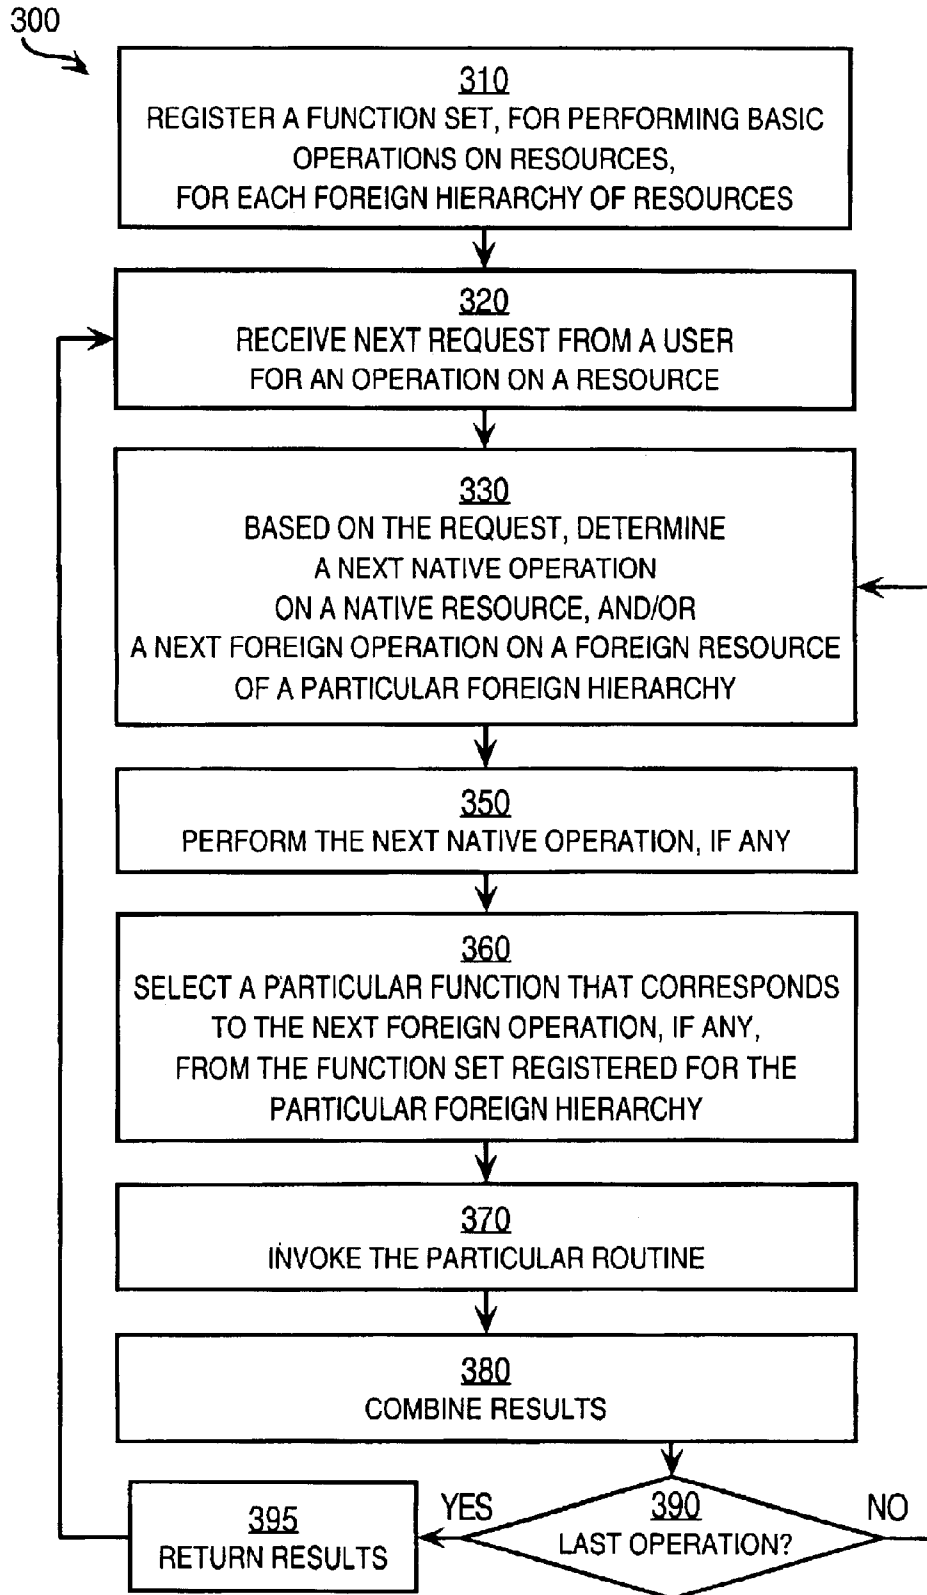 300
310
REGISTER A FUNCTION SET, FOR PERFORMING BASIC
OPERATIONS ON RESOURCES,
FOR EACH FOREIGN HIERARCHY OF RESOURCES
320
RECEIVE NEXT REQUEST FROM A USER
FOR AN OPERATION ON A RESOURCE
330
BASED ON THE REQUEST, DETERMINE
A NEXT NATIVE OPERATION
ON A NATIVE RESOURCE, AND/OR
A NEXT FOREIGN OPERATION ON A FOREIGN RESOURCE
OF A PARTICULAR FOREIGN HIERARCHY
350
PERFORM THE NEXT NATIVE OPERATION, IF ANY
360
SELECT A PARTICULAR FUNCTION THAT CORRESPONDS
TO THE NEXT FOREIGN OPERATION, IF ANY,
FROM THE FUNCTION SET REGISTERED FOR THE
PARTICULAR FOREIGN HIERARCHY
370
INVOKE THE PARTICULAR ROUTINE
380
COMBINE RESULTS
390
LAST OPERATION?
YES
NO
395
RETURN RESULTS